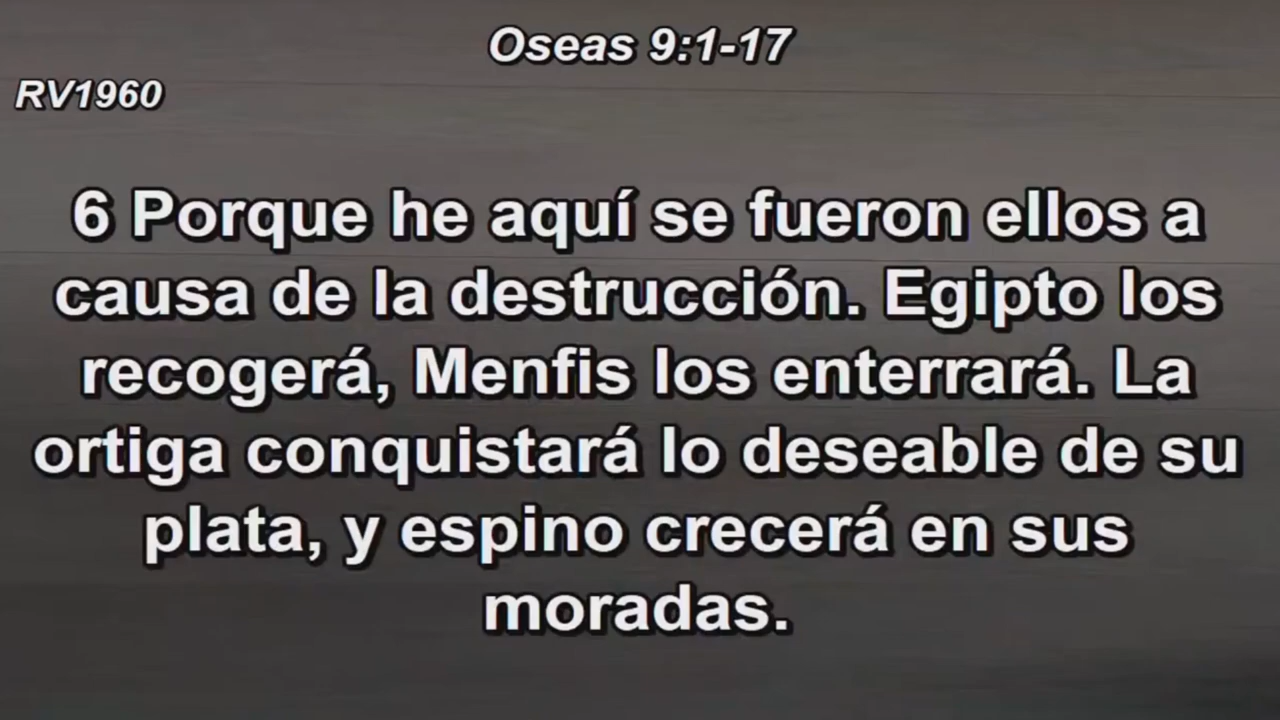 Oseas 9:1-17
RV1960
6 Porque he aquí se fueron ellos a
causa de la destrucción. Egipto los
recogerá, Menfis los enterrará. La
ortiga conquistará lo deseable de su
plata, y espino crecerá en sus
moradas.